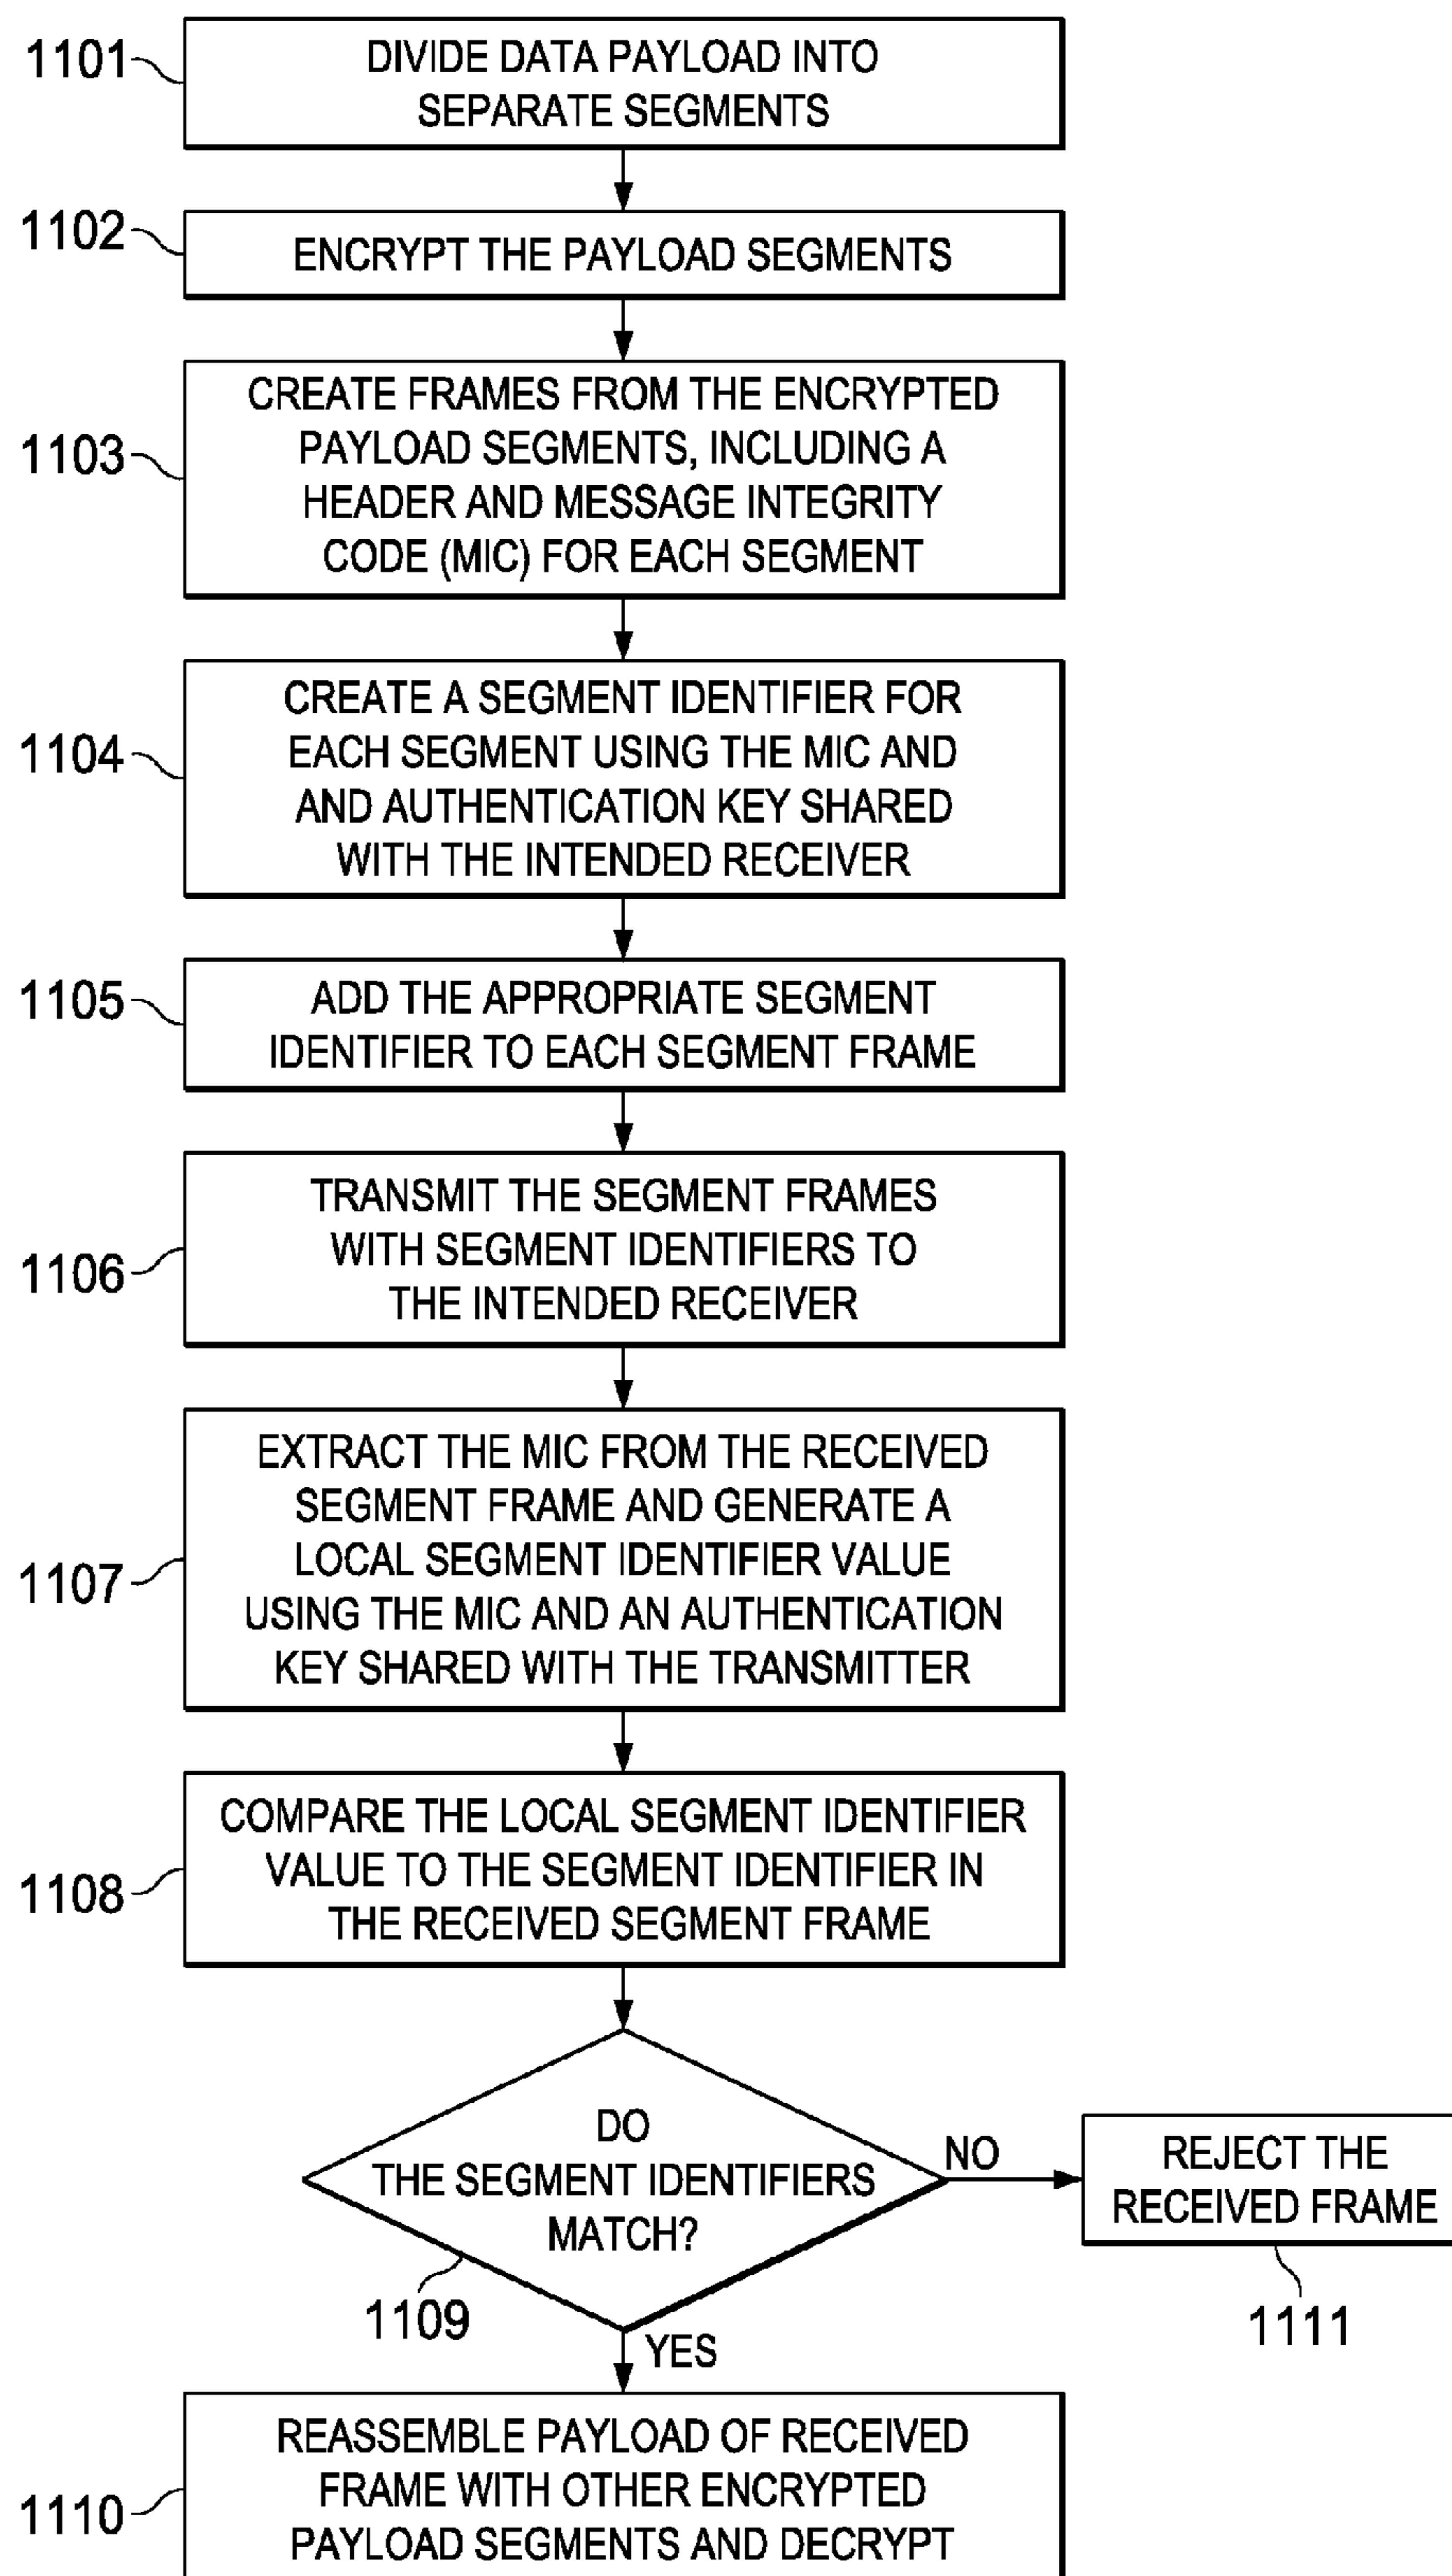 1101
DIVIDE DATA PAYLOAD INTO
SEPARATE SEGMENTS
1102
ENCRYPT THE PAYLOAD SEGMENTS
1103
CREATE FRAMES FROM THE ENCRYPTED
PAYLOAD SEGMENTS, INCLUDING A
HEADER AND MESSAGE INTEGRITY
CODE (MIC) FOR EACH SEGMENT
1104
CREATE A SEGMENT IDENTIFIER FOR
EACH SEGMENT USING THE MIC AND
AND AUTHENTICATION KEY SHARED
WITH THE INTENDED RECEIVER
1105
ADD THE APPROPRIATE SEGMENT
IDENTIFIER TO EACH SEGMENT FRAME
1106
TRANSMIT THE SEGMENT FRAMES
WITH SEGMENT IDENTIFIERS TO
THE INTENDED RECEIVER
1107
EXTRACT THE MIC FROM THE RECEIVED
SEGMENT FRAME AND GENERATE A
LOCAL SEGMENT IDENTIFIER VALUE
USING THE MIC AND AN AUTHENTICATION
KEY SHARED WITH THE TRANSMITTER
1108
COMPARE THE LOCAL SEGMENT IDENTIFIER
VALUE TO THE SEGMENT IDENTIFIER IN
THE RECEIVED SEGMENT FRAME
DO
THE SEGMENT IDENTIFIERS
MATCH?
1109
NO
REJECT THE
RECEIVED FRAME
1111
YES
1110
REASSEMBLE PAYLOAD OF RECEIVED
FRAME WITH OTHER ENCRYPTED
PAYLOAD SEGMENTS AND DECRYPT